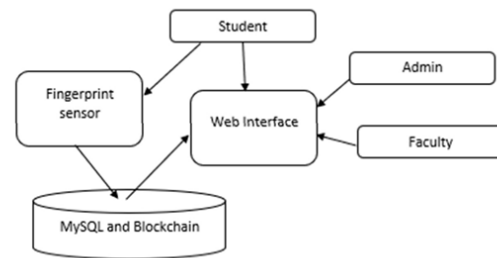 Student
Admin
Fingerprint
sensor
Web Interface
Faculty
MySQL and Blockchain